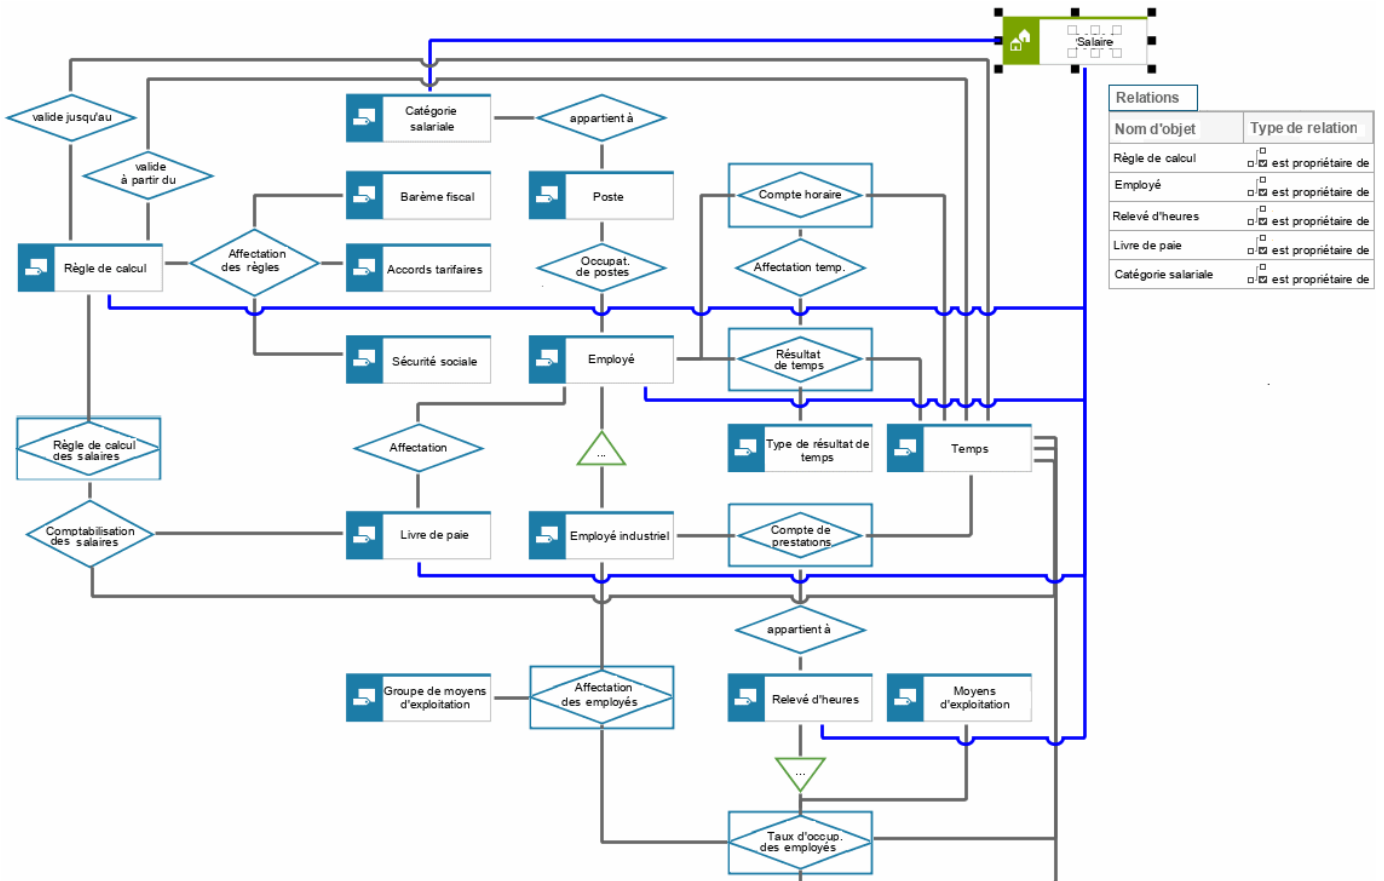 Salaire
valide jusqu'au
Catégorie
salariale
appartient à
Relations
Nom d'objet
Type de relation
Règle de calcul
est propriétaire de
Employé
est propriétaire de
Relevé d'heures
est propriétaire de
Livre de paie
est propriétaire de
Catégorie salariale
est propriétaire de
valide
à partir du
Barème fiscal
Poste
Compte horaire
Règle de calcul
Affectation
des règles
Accords tarifaires
Occupat.
de postes
Affectation temp.
Sécurité sociale
Employé
Résultat
de temps
Règle de calcul
des salaires
Affectation
...
Type de résultat de
temps
Temps
Comptabilisation
des salaires
Livre de paie
Employé industriel
Compte de
prestations
appartient à
Groupe de moyens
d'exploitation
Affectation
des employés
Relevé d'heures
Moyens
d'exploitation
...
Taux d'occup.
des employés